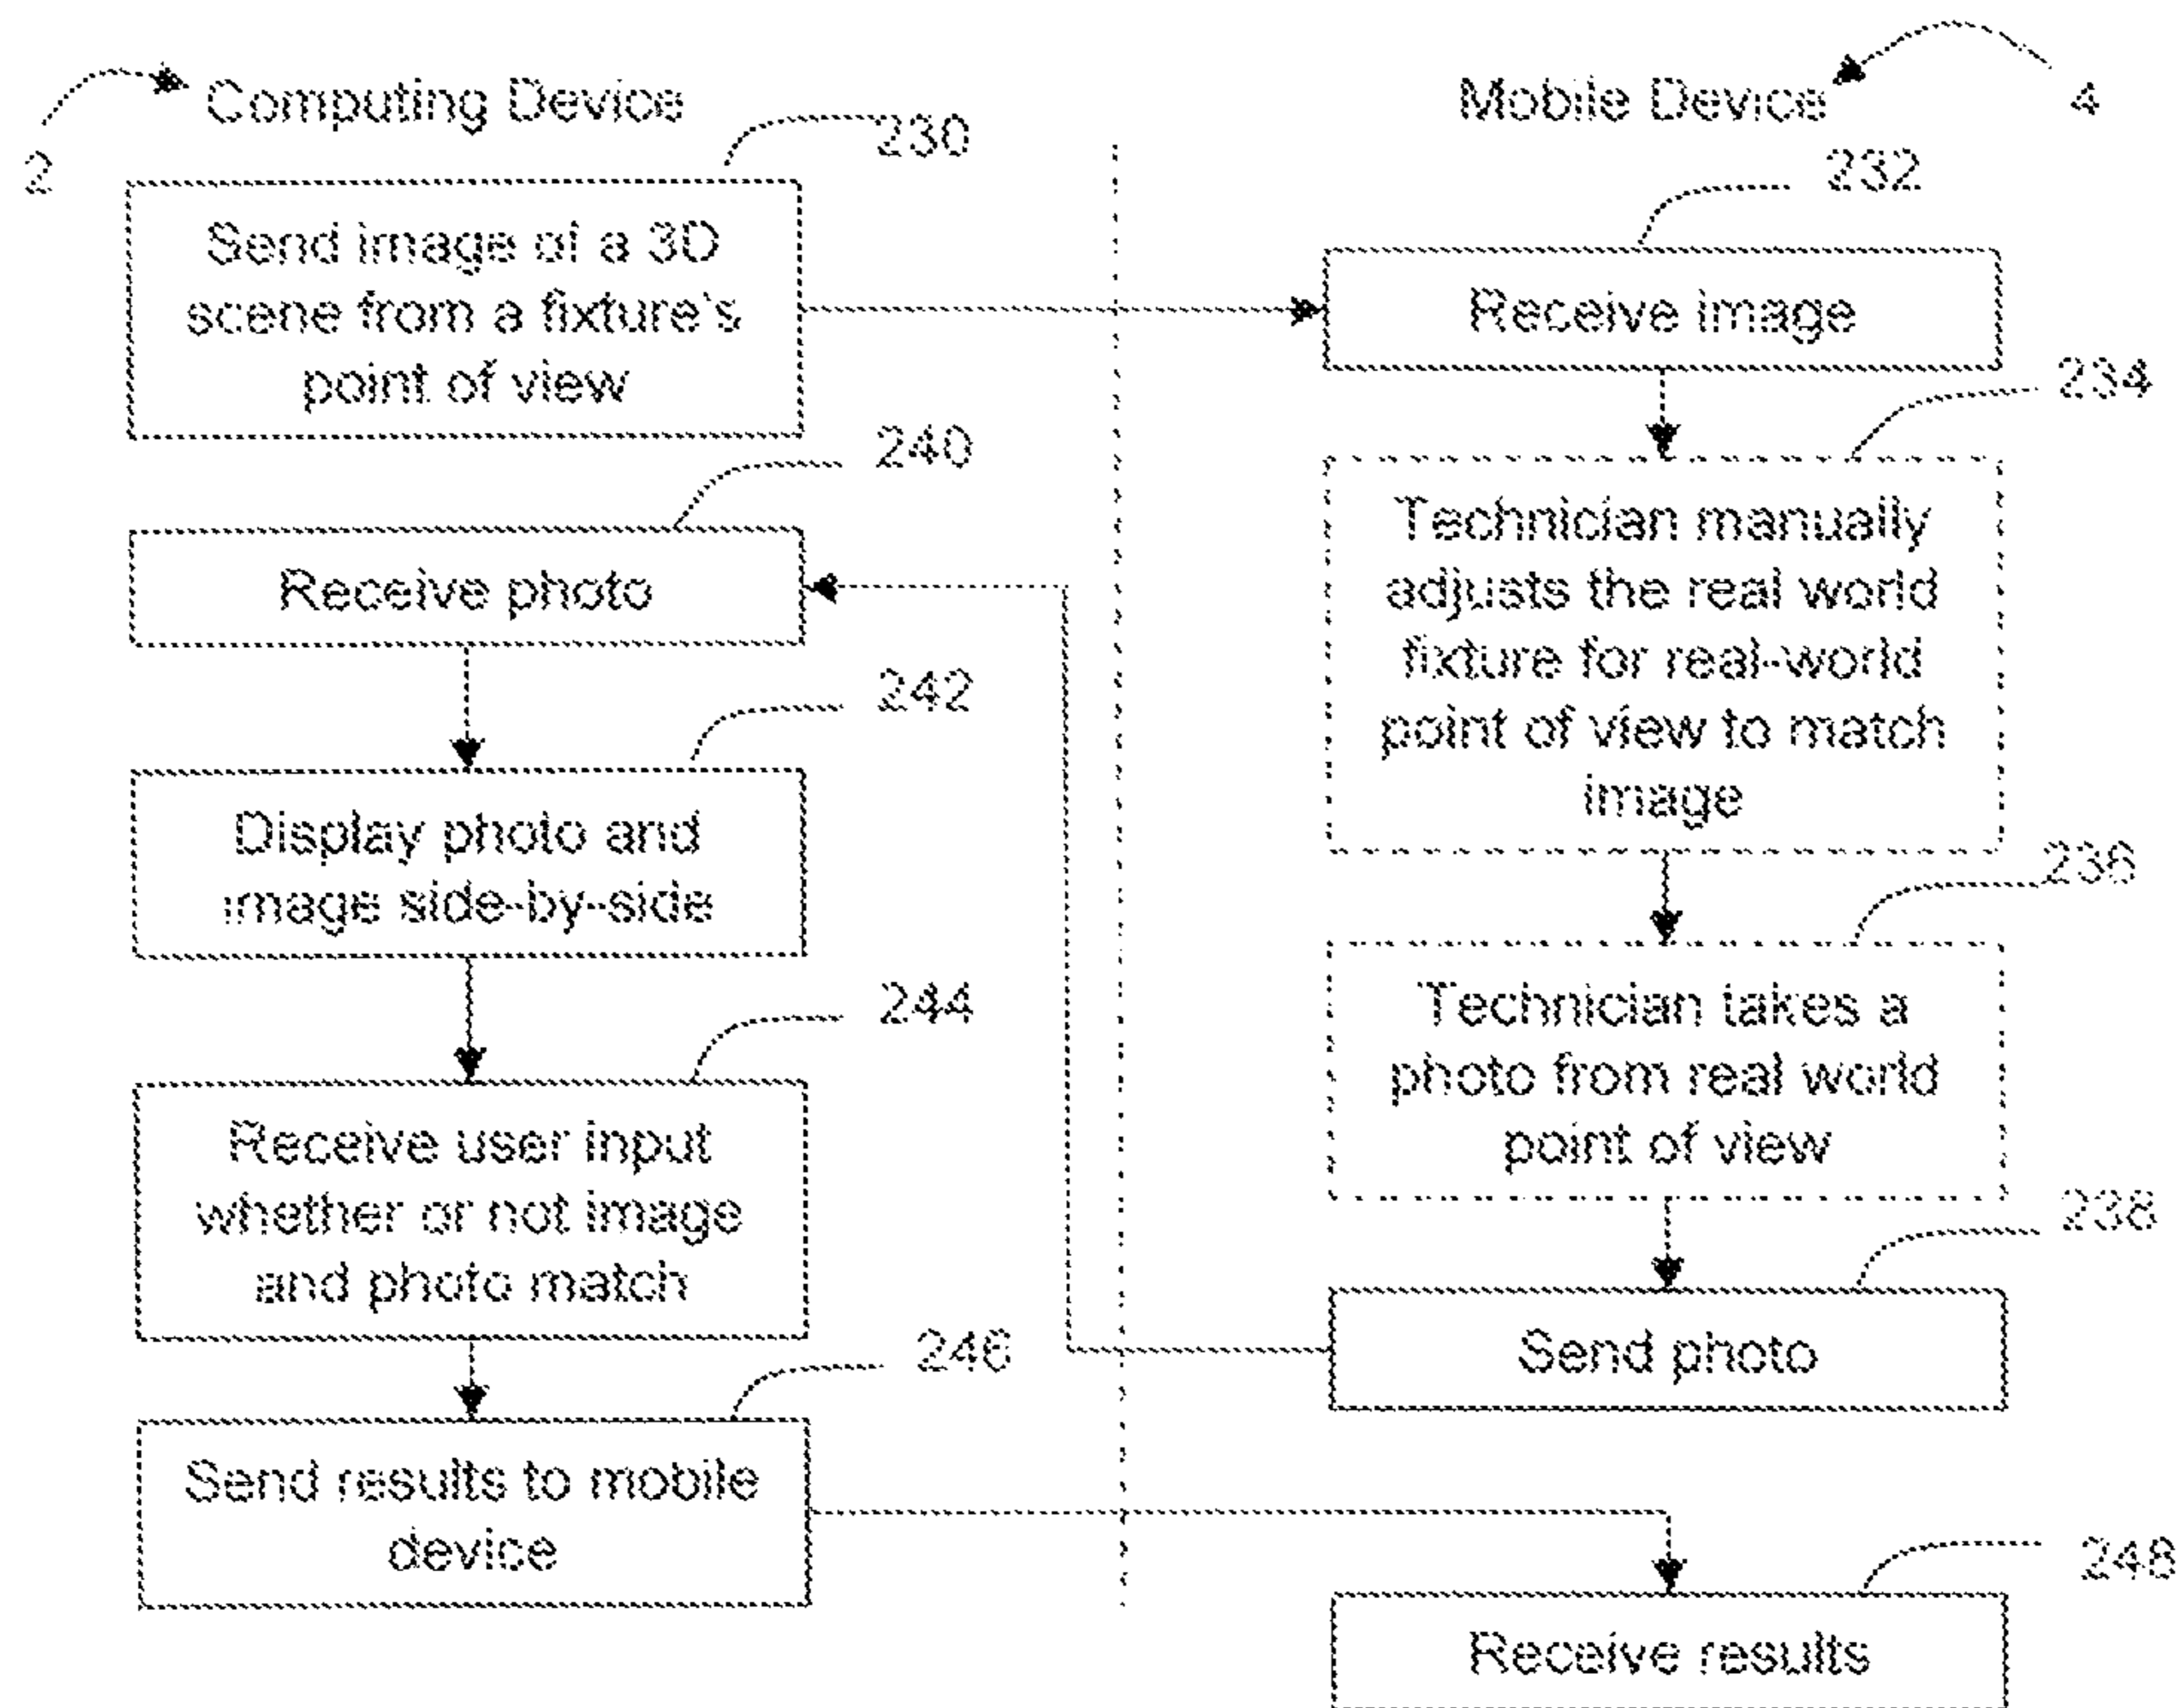 Computing Device
2
230
Send image of a 3D
scene from a fixture's
point of view
240
Receive photo
242
Display photo and
image side-by-side
244
Receive user input
whether or not image
and photo match
246
Send results to mobile
device
Mobile Device
4
232
Receive image
234
Technician manually
adjusts the real world
fixture for real-world
point of view to match
image
236
Technician takes a
photo from real world
point of view
238
Send photo
248
Receive results